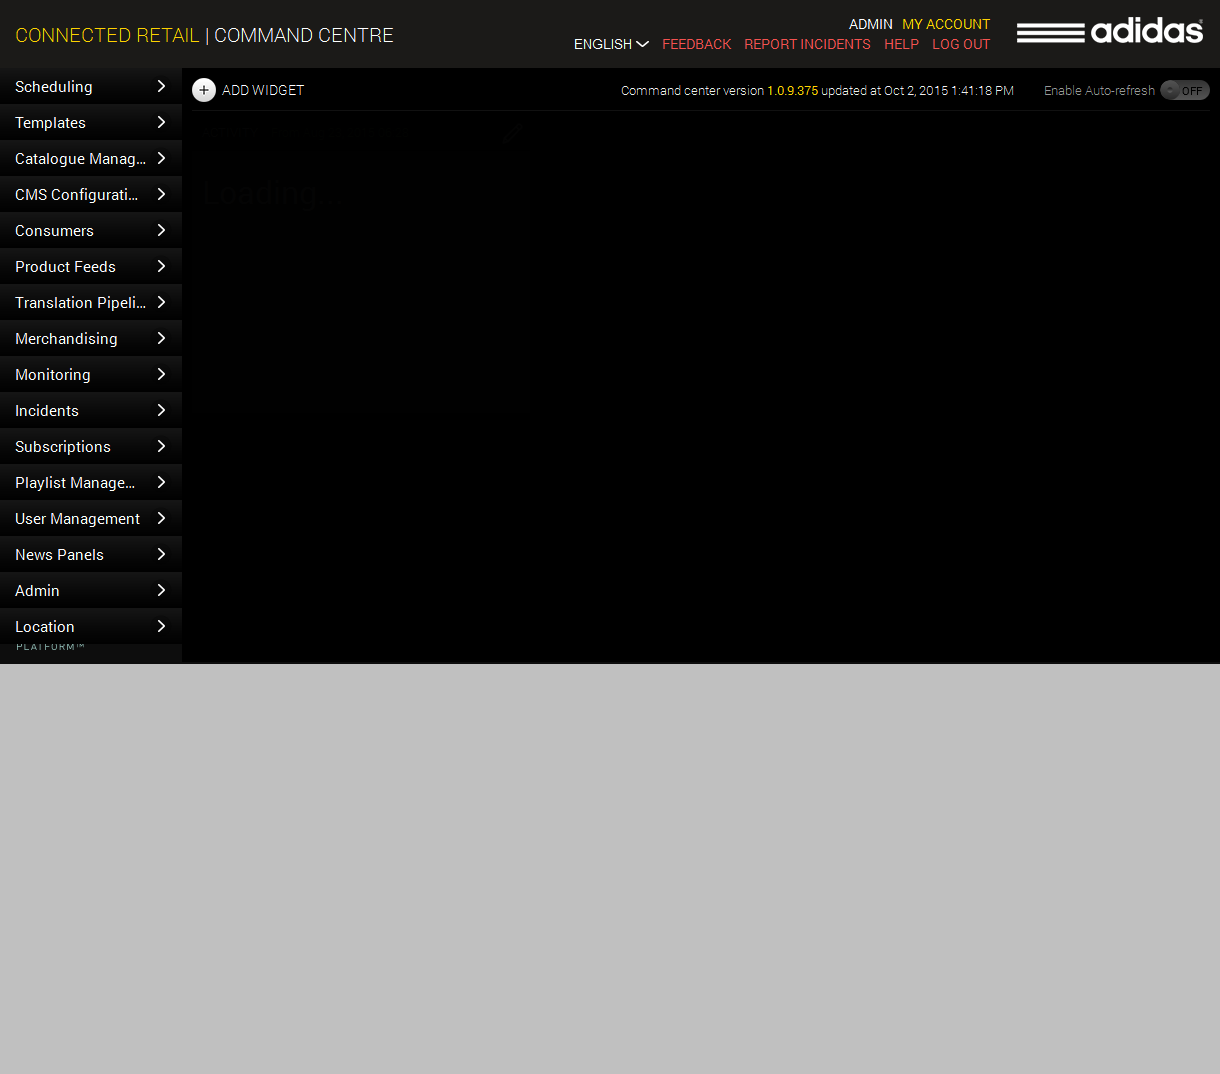 CONNECTED RETAIL | COMMAND CENTRE
ADMIN MY ACCOUNT
ENGLISH FEEDBACK REPORT INCIDENTS HELP LOG OUT
adidas
Scheduling
Templates
Catalogue Manag...
CMS Configurati...
Consumers
Product Feeds
Translation Pipeli...
Merchandising
Monitoring
Incidents
Subscriptions
Playlist Manage...
User Management
News Panels
Admin
Location
PLATFORM™
ADD WIDGET
Command center version 1.0.9.375 updated at Oct 2, 2015 1:41:18 PM
Enable Auto-refresh OFF
Loading...